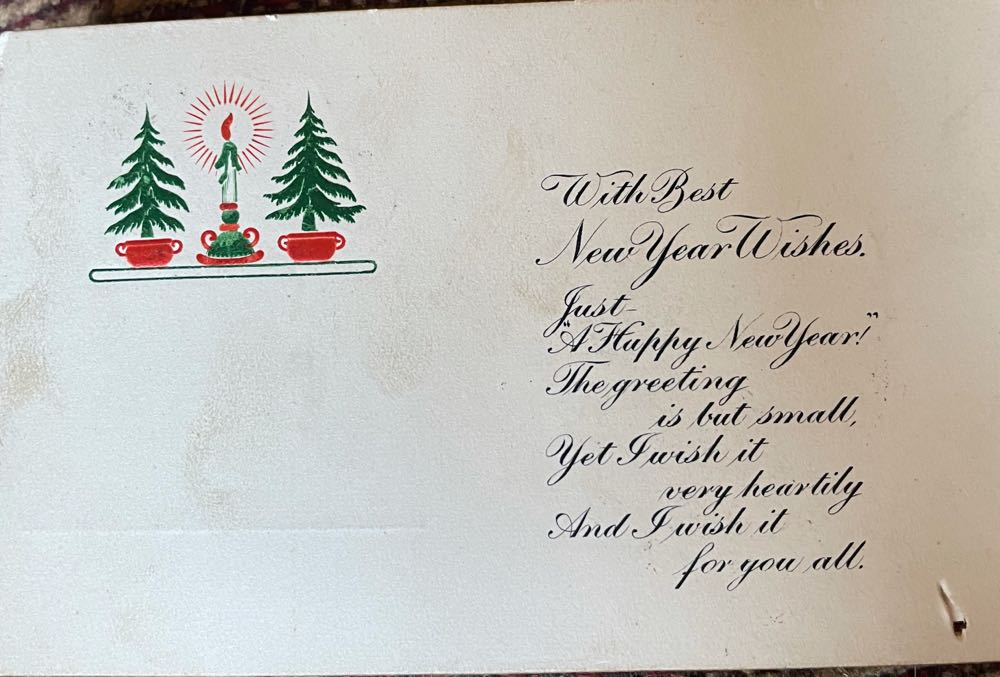 With Best
New Year Wishes.
Just-
"A Happy New Year!"
The greeting
is but small,
Yet I wish it
very heartily
And I wish it
for you all.